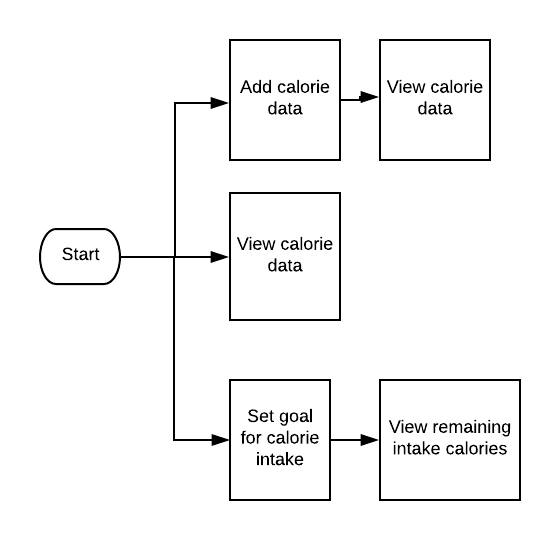 Add calorie
data
View calorie
data
Start
View calorie
data
Set goal
for calorie
intake
View remaining
intake calories